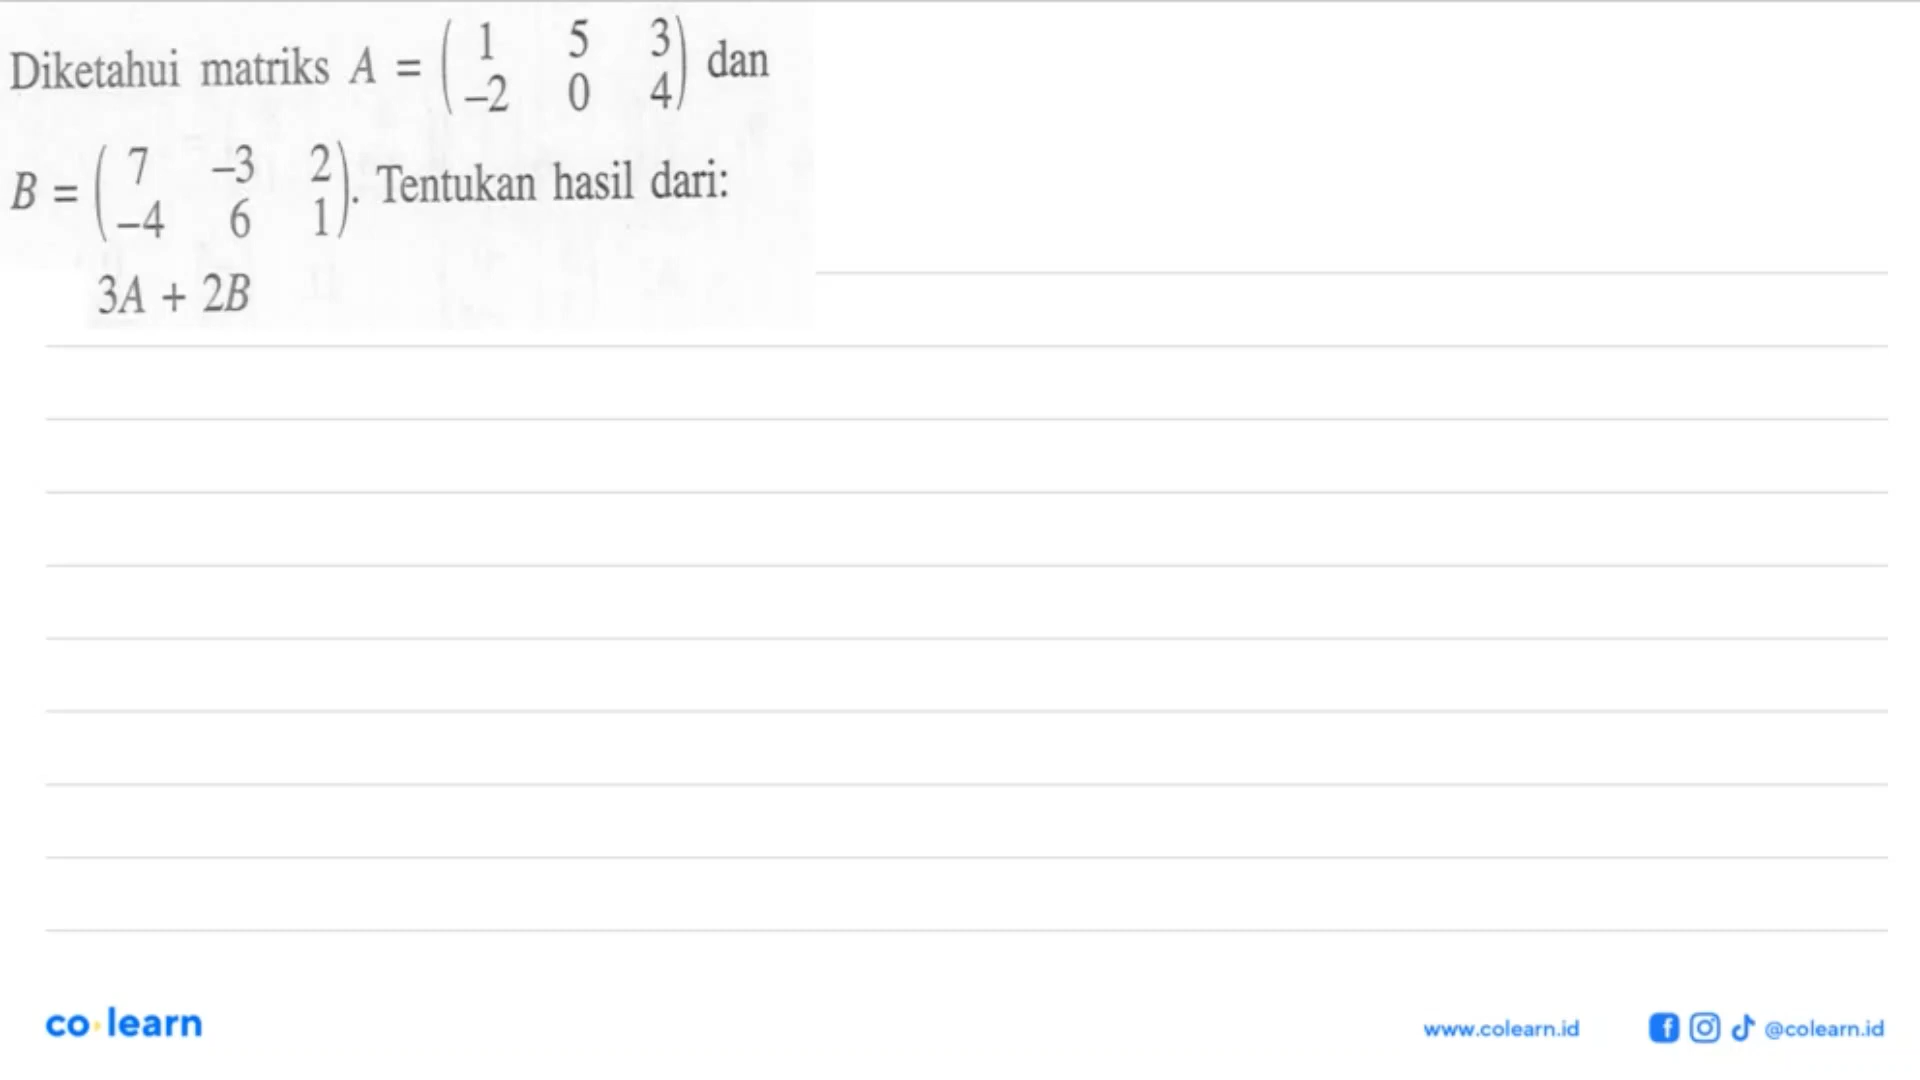 Diketahui matriks A = ( 1 5 3 ) dan
-2 0 4
B = ( 7 -3 2 ). Tentukan hasil dari:
-4 6 1
3A + 2B
co·learn
www.colearn.id @colearn.id